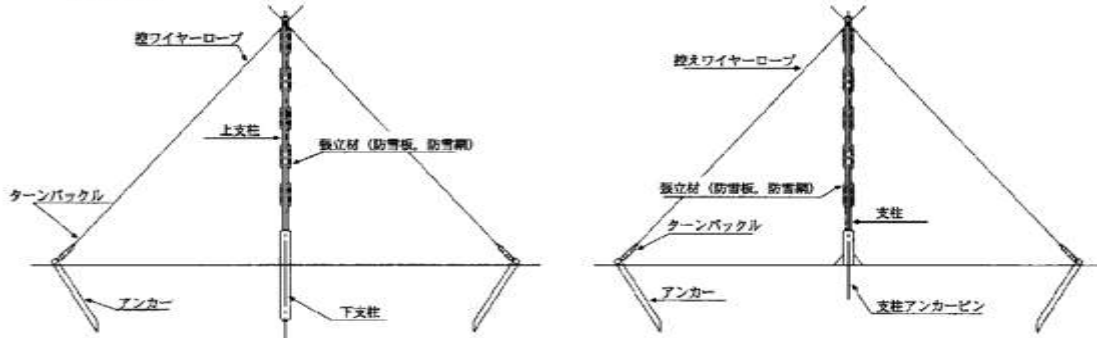 控ワイヤーロープ
上支柱
張立材（防雪板，防雪網）
ターンバックル
アンカー
下支柱
控えワイヤーロープ
張立材（防雪板，防雪網）
支柱
ターンバックル
アンカー
支柱アンカーピン